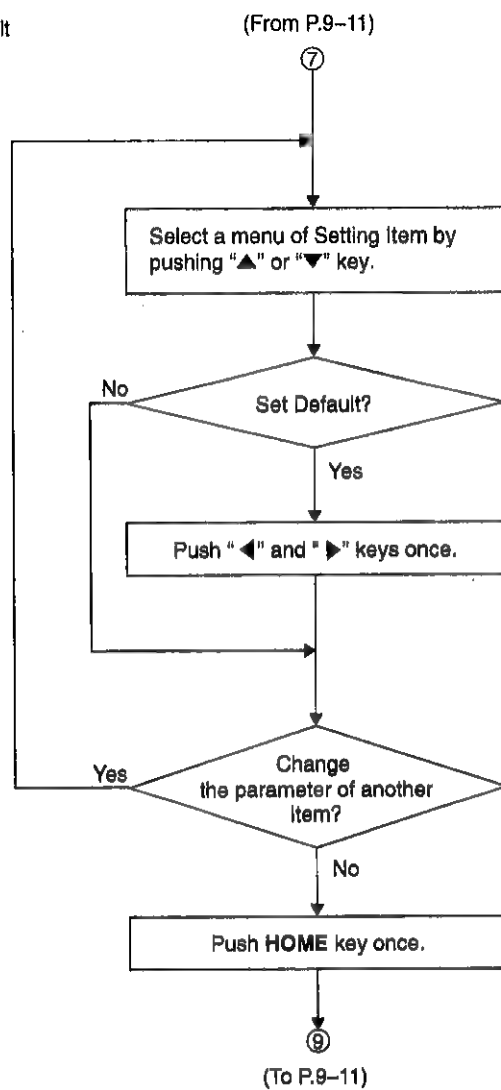 lt
(From P.9–11)
⑦
Select a menu of Setting Item by
pushing "▲" or "▼" key.
Set Default?
No
Yes
Push "◀" and "▶" keys once.
Change
the parameter of another
Item?
Yes
No
Push HOME key once.
⑨
(To P.9–11)